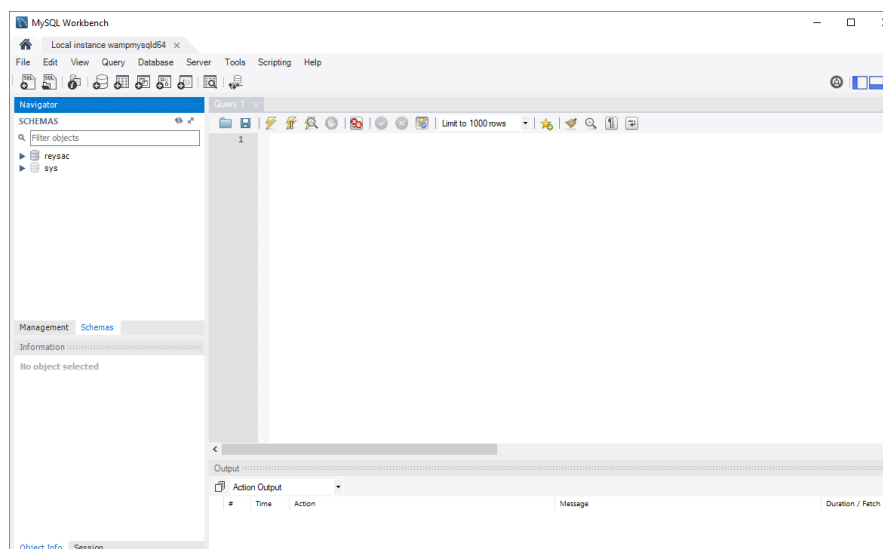 MySQL Workbench
Local instance wampmysqld64
File Edit View Query Database Server Tools Scripting Help
Navigator
SCHEMAS
Filter objects
reysac
sys
Management Schemas
Information
No object selected
Object Info Session
Query 1
Limit to 1000 rows
1
Output
Action Output
# Time Action Message Duration / Fetch